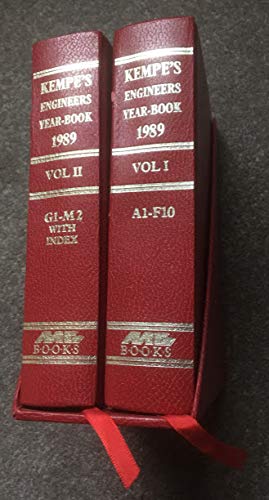 KEMPE'S
ENGINEERS
YEAR-BOOK
1989
VOL II
G1-M2
WITH
INDEX
BOOKS
KEMPE'S
ENGINEERS
YEAR-BOOK
1989
VOL I
A1-F10
BOOKS